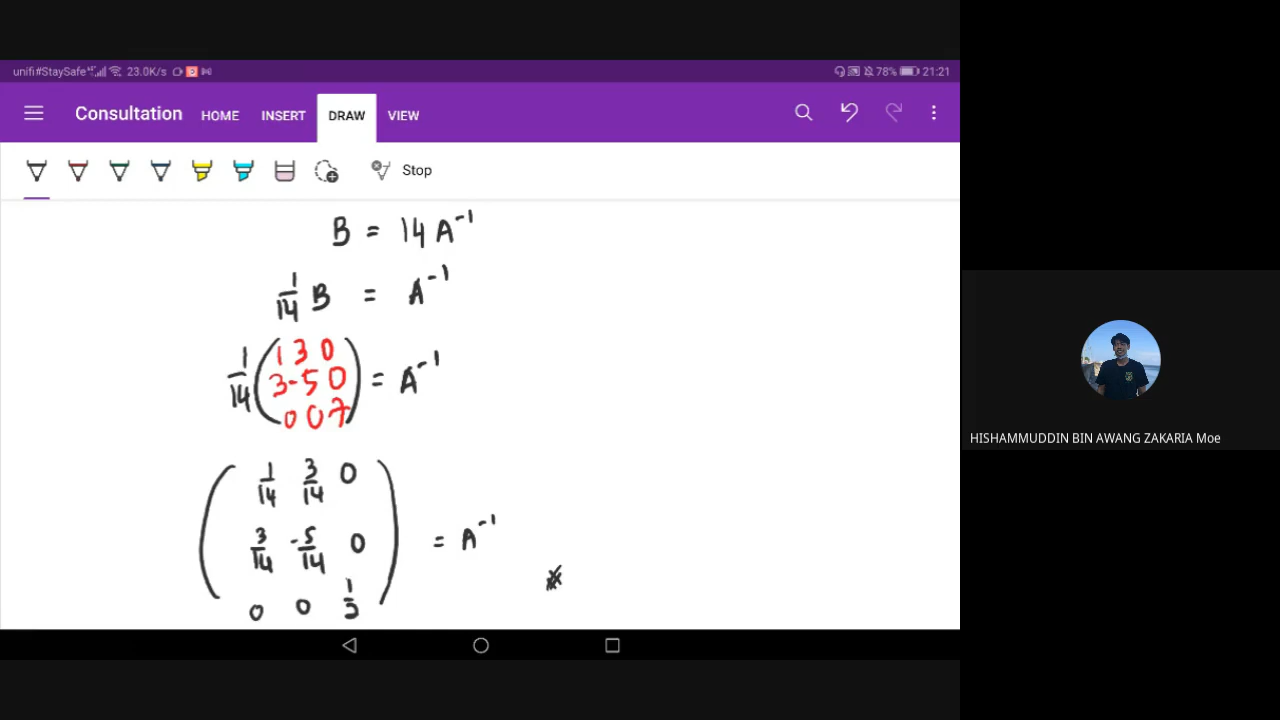 unifi#StaySafe 23.0K/s 78% 21:21
Consultation HOME INSERT DRAW VIEW
Stop
B = 14 A⁻¹
1/14 B = A⁻¹
1/14 (1 3 0
3 -5 0
0 0 7) = A⁻¹
(1/14 3/14 0
3/14 -5/14 0
0 0 1/2) = A⁻¹
HISHAMMUDDIN BIN AWANG ZAKARIA Moe